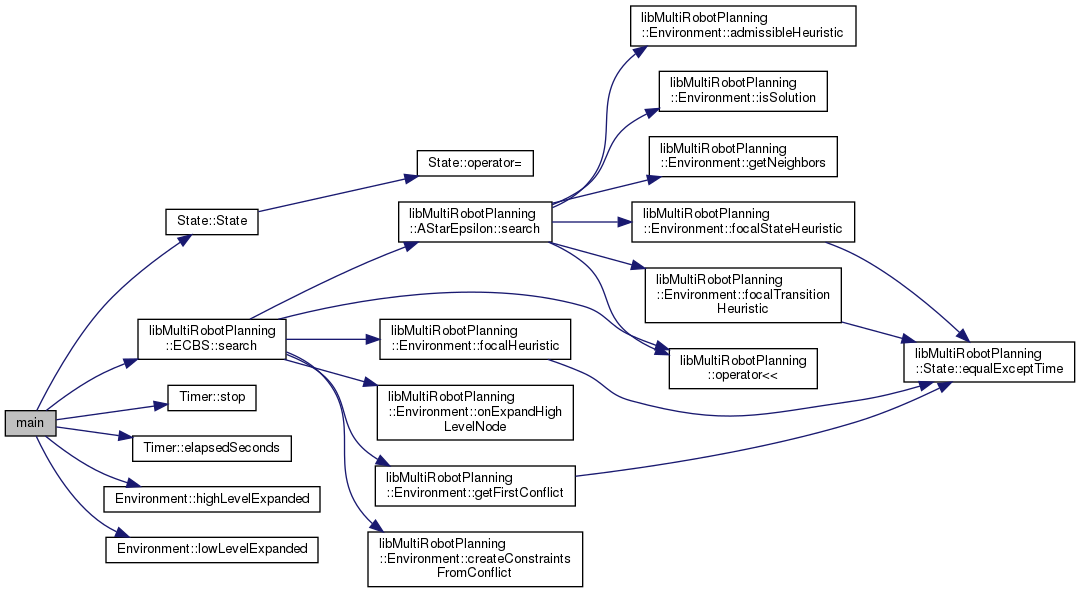 main
State::State
libMultiRobotPlanning
::ECBS::search
Timer::stop
Timer::elapsedSeconds
Environment::highLevelExpanded
Environment::lowLevelExpanded
State::operator=
libMultiRobotPlanning
::AStarEpsilon::search
libMultiRobotPlanning
::Environment::focalHeuristic
libMultiRobotPlanning
::Environment::onExpandHigh
LevelNode
libMultiRobotPlanning
::Environment::getFirstConflict
libMultiRobotPlanning
::Environment::createConstraints
FromConflict
libMultiRobotPlanning
::Environment::admissibleHeuristic
libMultiRobotPlanning
::Environment::isSolution
libMultiRobotPlanning
::Environment::getNeighbors
libMultiRobotPlanning
::Environment::focalStateHeuristic
libMultiRobotPlanning
::Environment::focalTransition
Heuristic
libMultiRobotPlanning
::operator<<
libMultiRobotPlanning
::State::equalExceptTime